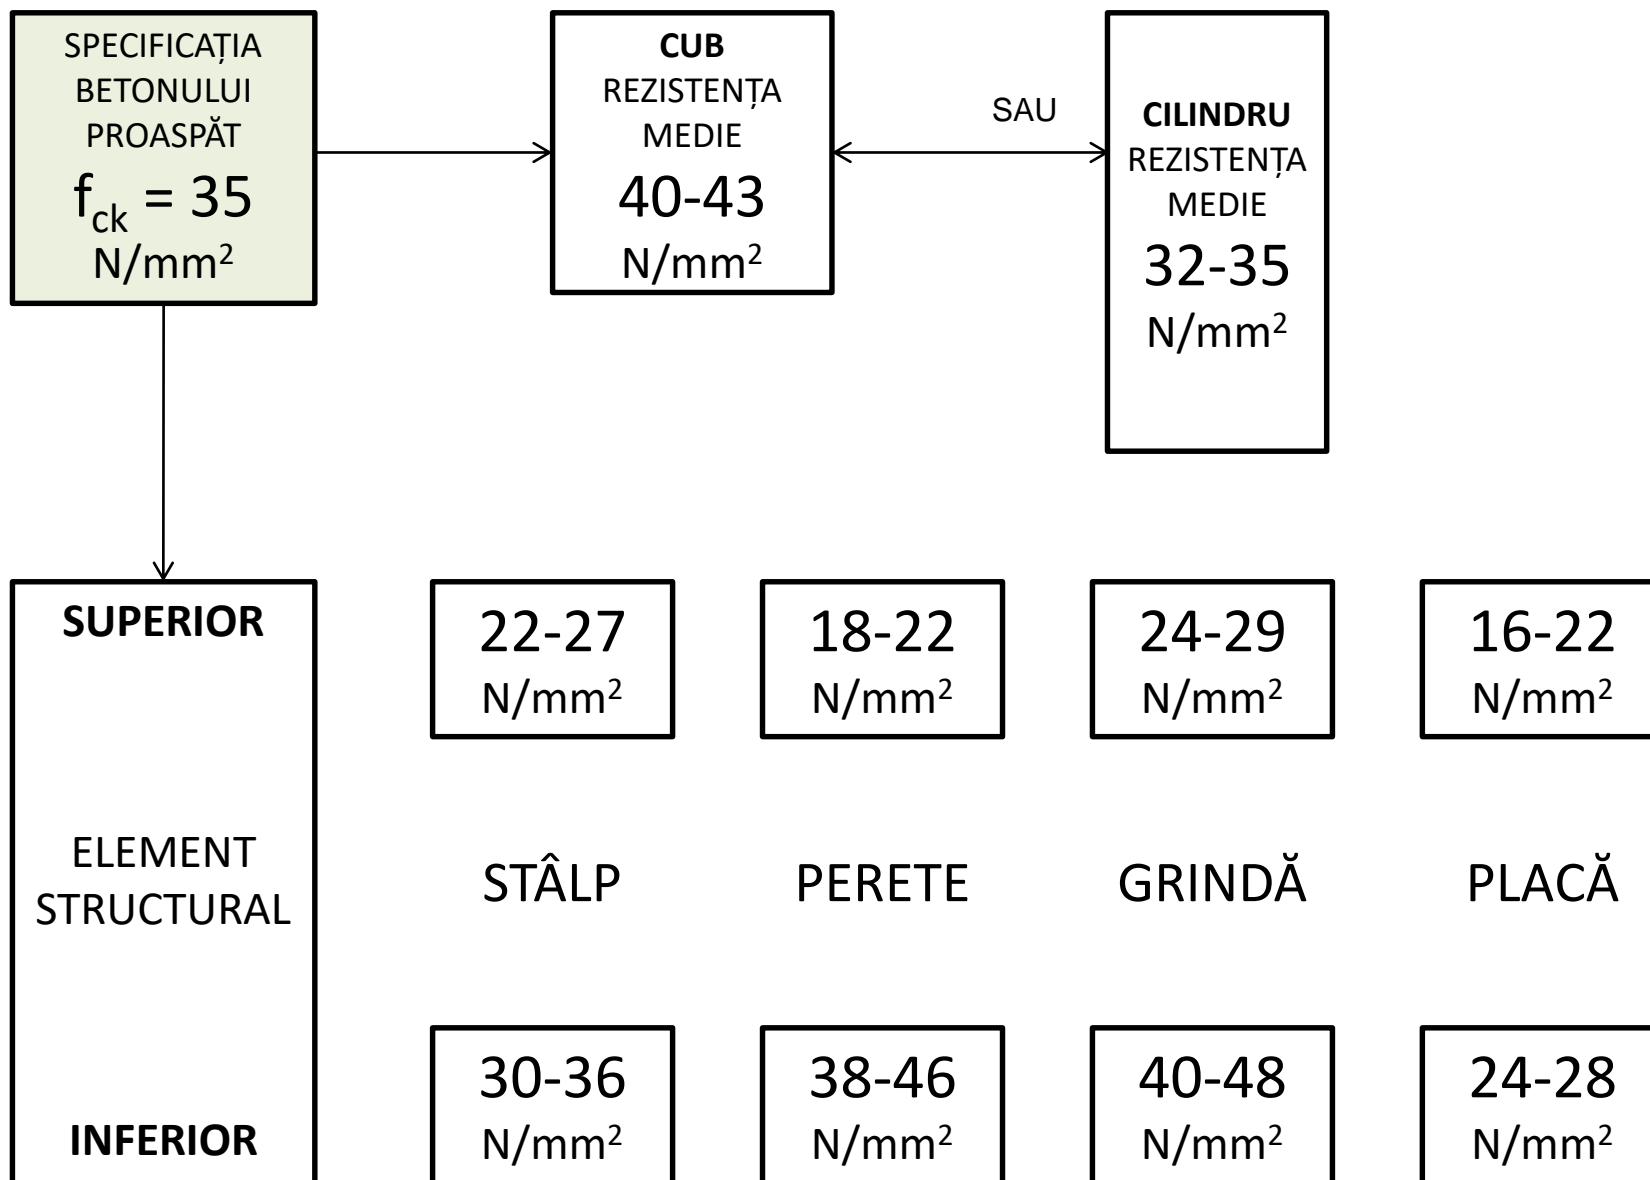 SPECIFICAȚIA
BETONULUI
PROASPĂT
f_ck = 35
N/mm²
CUB
REZISTENȚA
MEDIE
40-43
N/mm²
SAU
CILINDRU
REZISTENȚA
MEDIE
32-35
N/mm²
SUPERIOR
22-27
N/mm²
18-22
N/mm²
24-29
N/mm²
16-22
N/mm²
ELEMENT
STRUCTURAL
STÂLP
PERETE
GRINDĂ
PLACĂ
INFERIOR
30-36
N/mm²
38-46
N/mm²
40-48
N/mm²
24-28
N/mm²